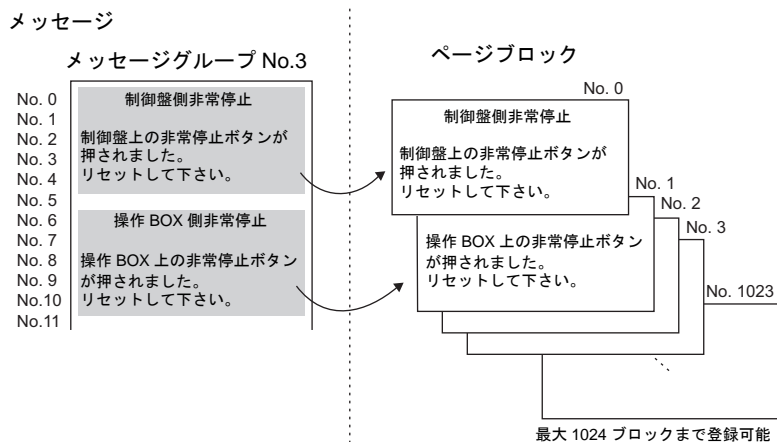 メッセージ
メッセージグループ No.3
No. 0
No. 1
No. 2
No. 3
No. 4
No. 5
No. 6
No. 7
No. 8
No. 9
No.10
No.11
制御盤側非常停止
制御盤上の非常停止ボタンが
押されました。
リセットして下さい。
操作 BOX 側非常停止
操作 BOX 上の非常停止ボタン
が押されました。
リセットして下さい。
ページブロック
No. 0
制御盤側非常停止
制御盤上の非常停止ボタンが
押されました。
リセットして下さい。
No. 1
No. 2
No. 3
操作 BOX 上の非常停止ボタン
が押されました。
リセットして下さい。
No. 1023
最大 1024 ブロックまで登録可能